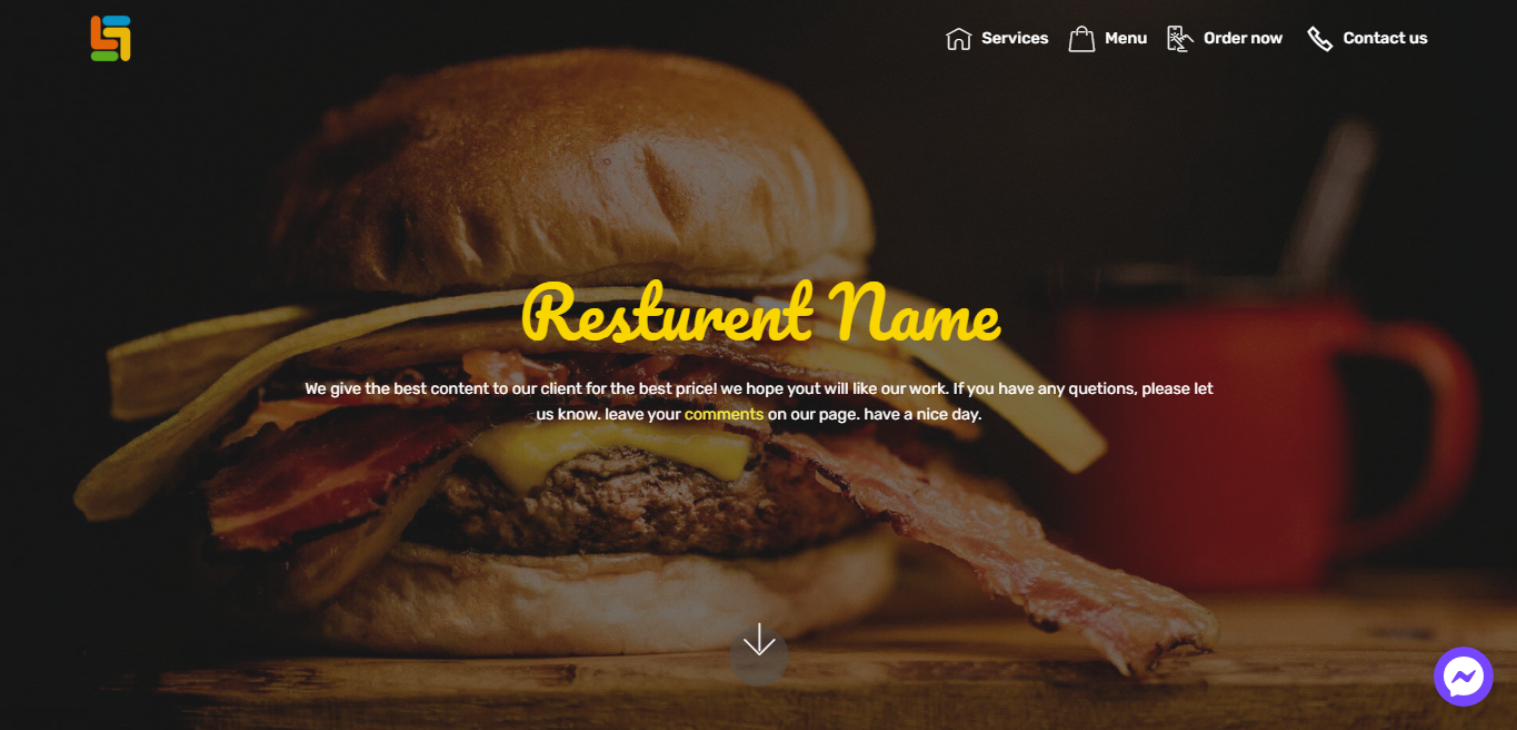 Services Menu Order now Contact us
Resturent Name
We give the best content to our client for the best price! we hope yout will like our work. If you have any quetions, please let
us know. leave your comments on our page. have a nice day.